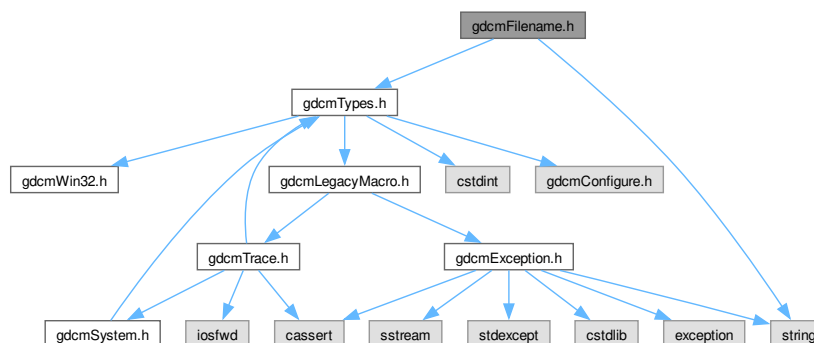 gdcmFilename.h
gdcmTypes.h
gdcmWin32.h
gdcmLegacyMacro.h
cstdint
gdcmConfigure.h
gdcmTrace.h
gdcmException.h
gdcmSystem.h
iosfwd
cassert
sstream
stdexcept
cstdlib
exception
string